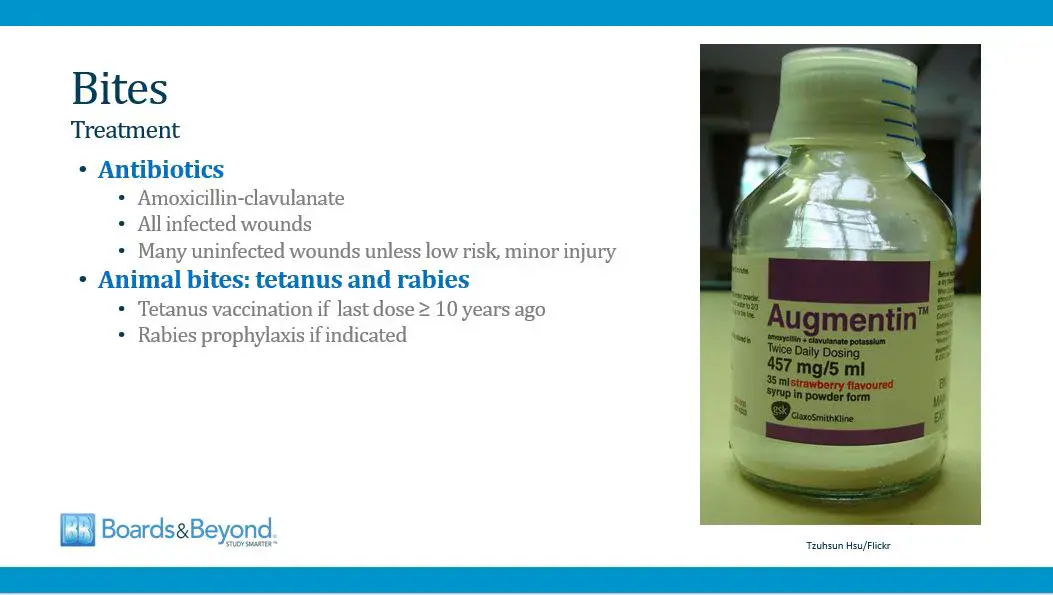 Bites
Treatment
• Antibiotics
• Amoxicillin-clavulanate
• All infected wounds
• Many uninfected wounds unless low risk, minor injury
• Animal bites: tetanus and rabies
• Tetanus vaccination if last dose ≥ 10 years ago
• Rabies prophylaxis if indicated
Augmentin™
amoxycillin + clavulanate potassium
Twice Daily Dosing
457 mg/5 ml
35 ml strawberry flavoured
syrup in powder form
gsk GlaxoSmithKline
BB Boards&Beyond.
STUDY SMARTER™
Tzuhsun Hsu/Flickr